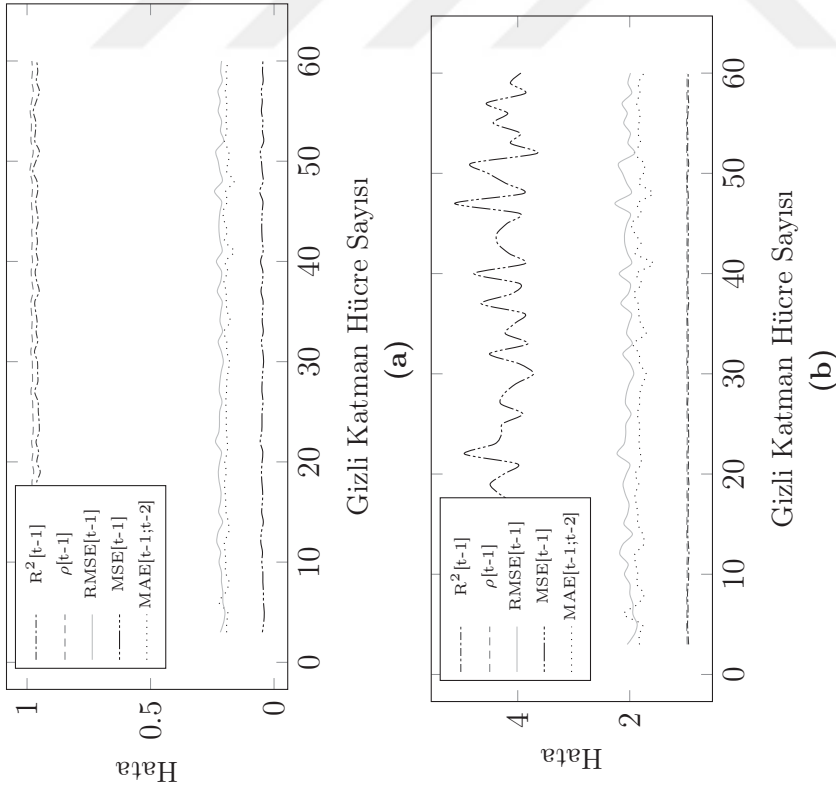 1
0.5
0
Hata
R²[t-1]
ρ[t-1]
RMSE[t-1]
MSE[t-1]
MAE[t-1;t-2]
0 10 20 30 40 50 60
Gizli Katman Hücre Sayısı
(a)
4
2
Hata
R²[t-1]
ρ[t-1]
RMSE[t-1]
MSE[t-1]
MAE[t-1;t-2]
0 10 20 30 40 50 60
Gizli Katman Hücre Sayısı
(b)